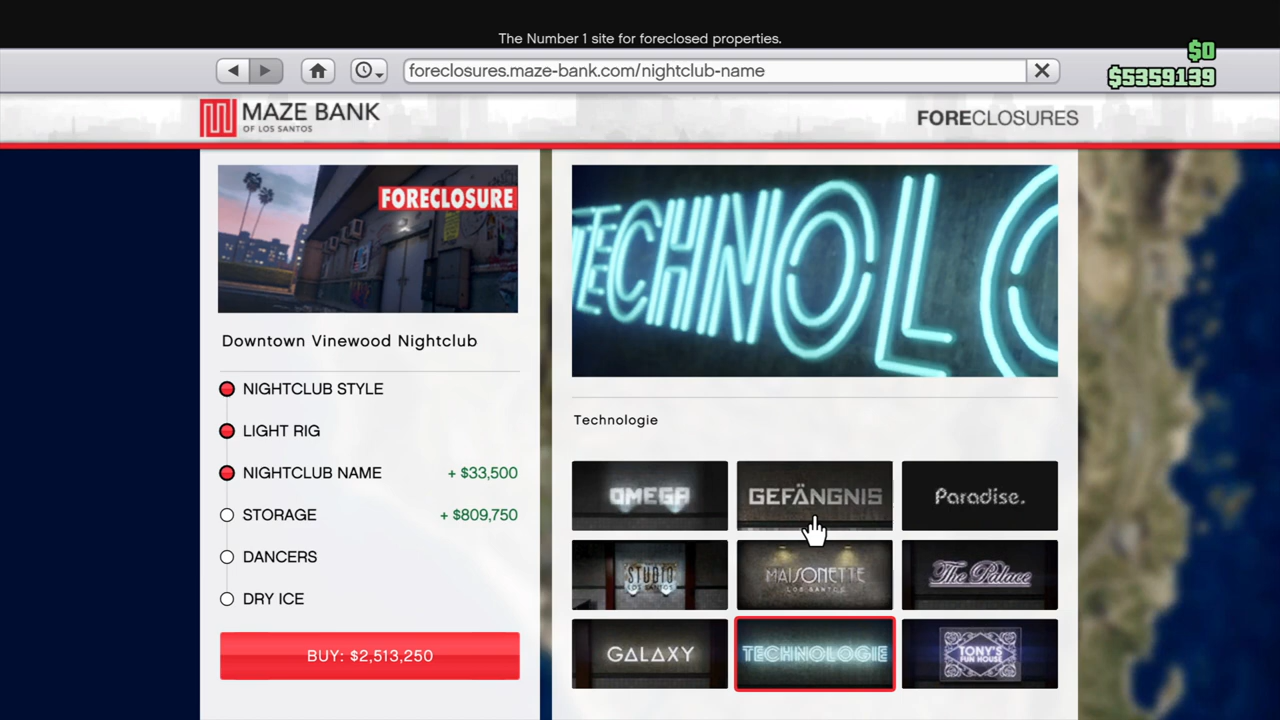 The Number 1 site for foreclosed properties.
$0
foreclosures.maze-bank.com/nightclub-name
$5359139
MAZE BANK
OF LOS SANTOS
FORECLOSURES
FORECLOSURE
TECHNOLO
Downtown Vinewood Nightclub
NIGHTCLUB STYLE
LIGHT RIG
NIGHTCLUB NAME + $33,500
STORAGE + $809,750
DANCERS
DRY ICE
BUY: $2,513,250
Technologie
OMEGA
GEFÄNGNIS
Paradise.
STUDIO
LOS SANTOS
MAISONETTE
LOS SANTOS
The Palace
GALAXY
TECHNOLOGIE
TONY'S
FUN HOUSE